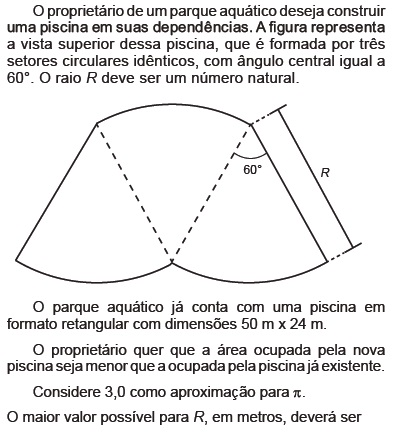 O proprietário de um parque aquático deseja construir
uma piscina em suas dependências. A figura representa
a vista superior dessa piscina, que é formada por três
setores circulares idênticos, com ângulo central igual a
60°. O raio R deve ser um número natural.
60°
R
O parque aquático já conta com uma piscina em
formato retangular com dimensões 50 m x 24 m.
O proprietário quer que a área ocupada pela nova
piscina seja menor que a ocupada pela piscina já existente.
Considere 3,0 como aproximação para π.
O maior valor possível para R, em metros, deverá ser